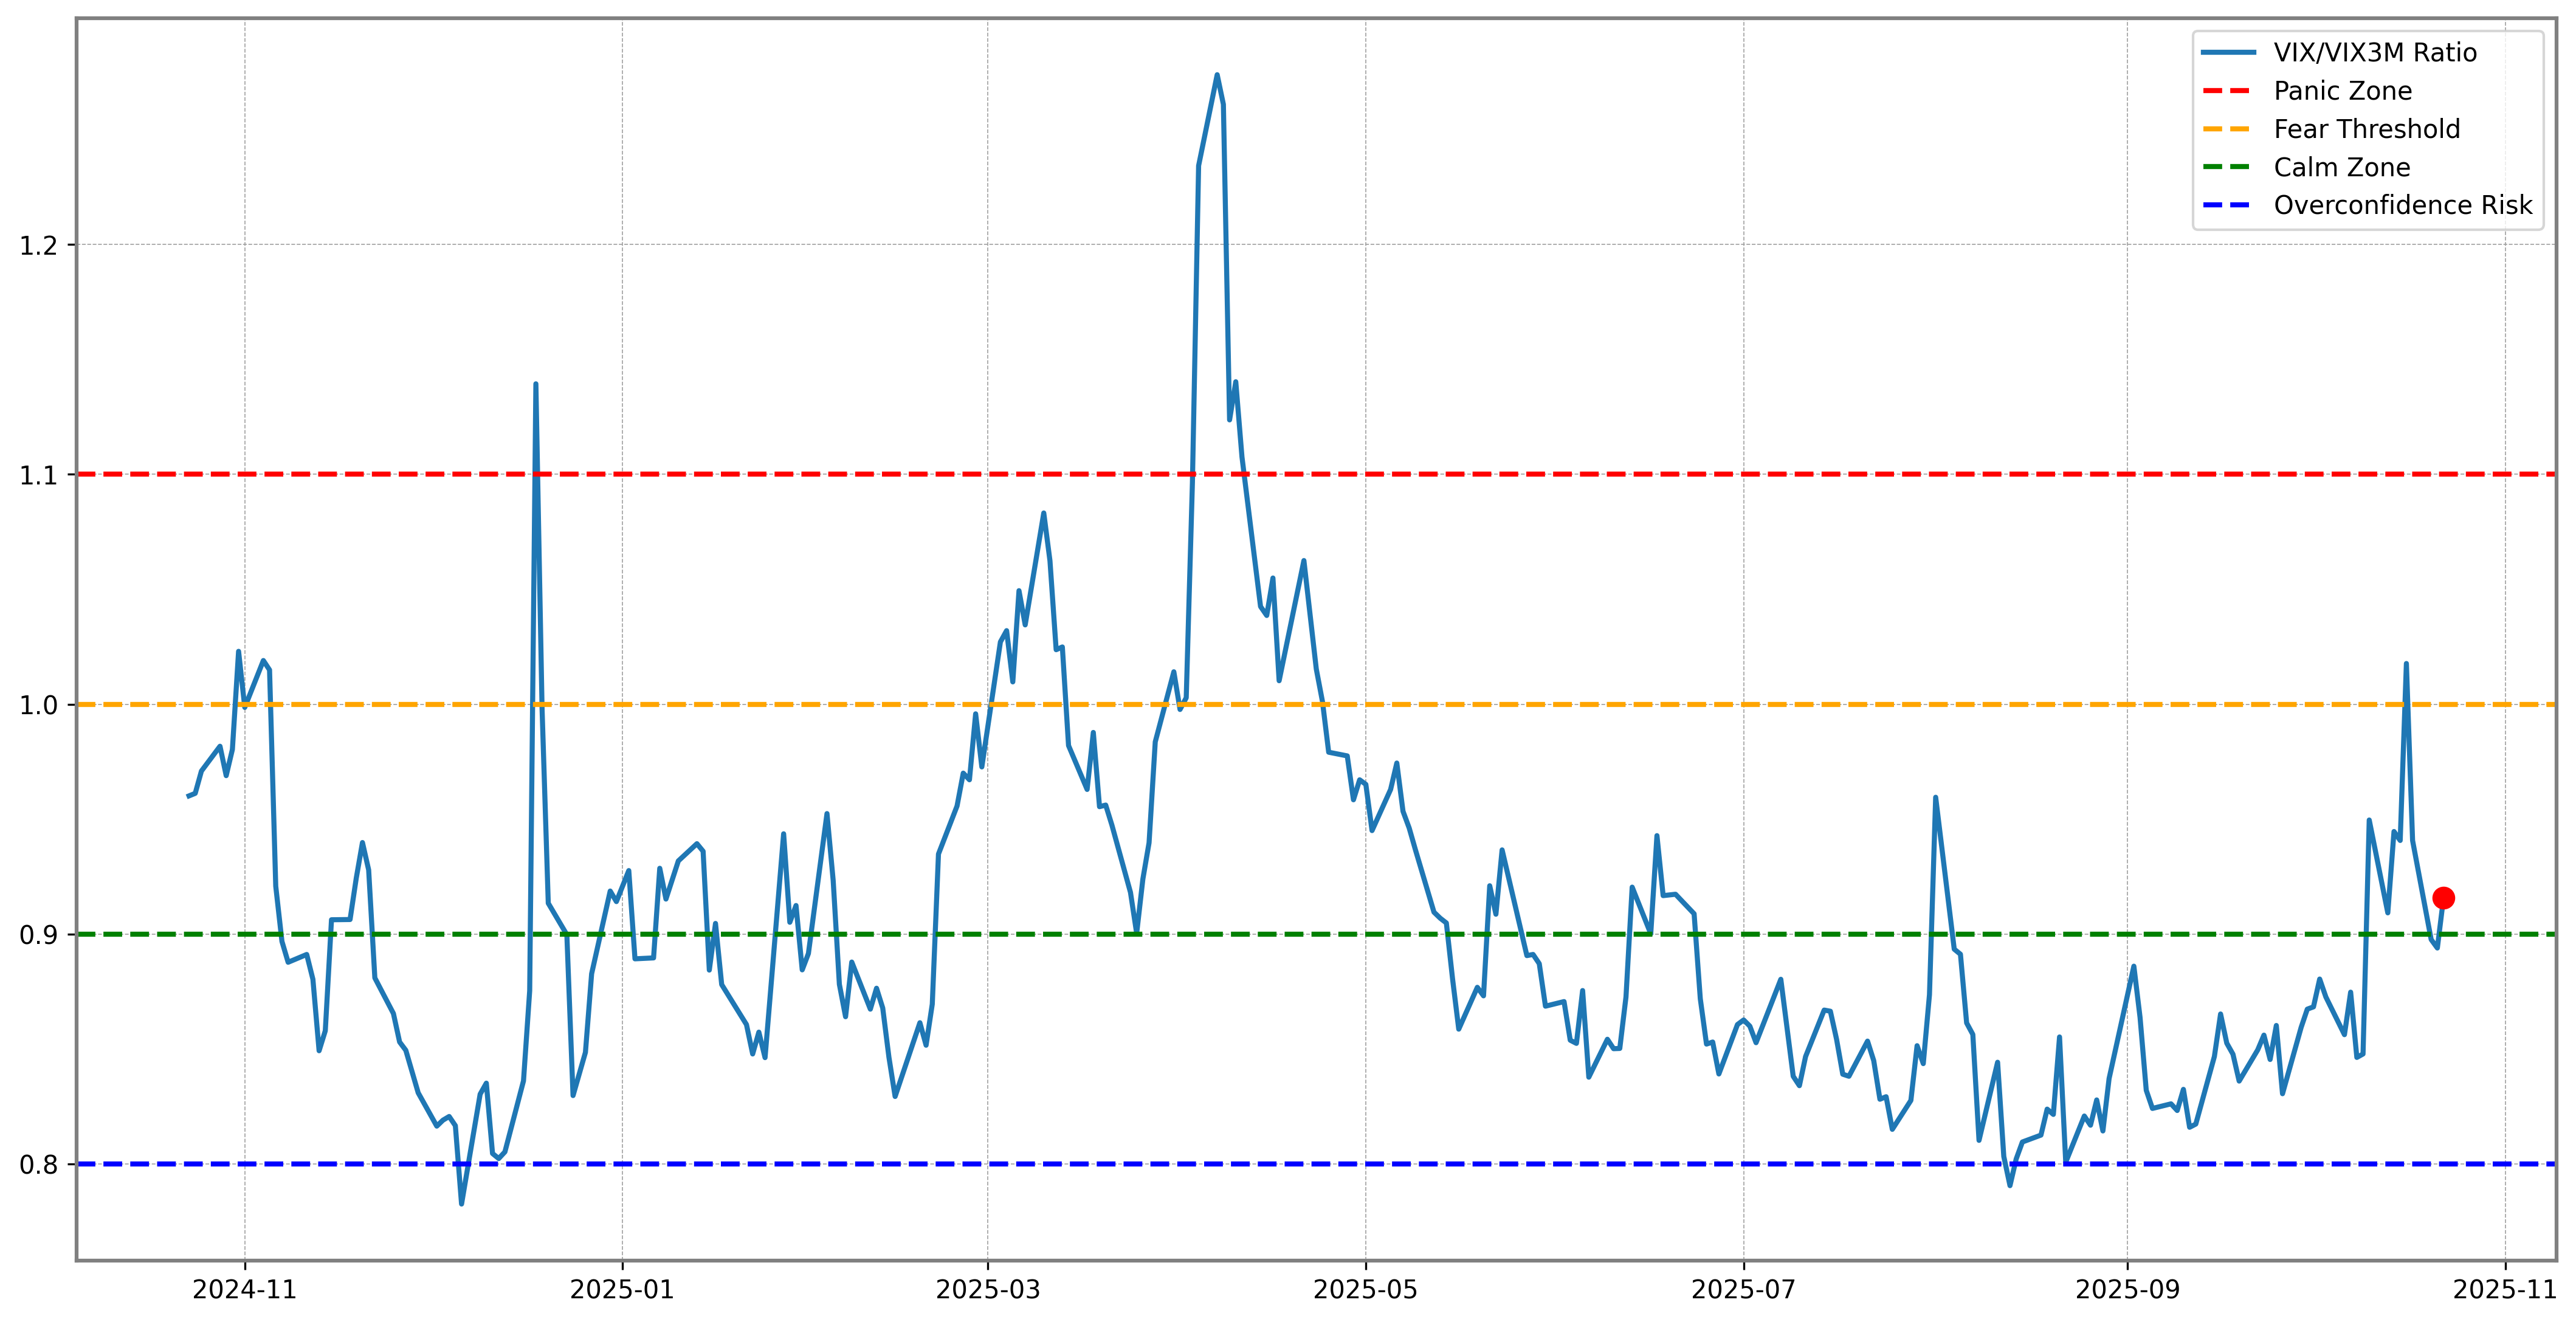 VIX/VIX3M Ratio
Panic Zone
Fear Threshold
Calm Zone
Overconfidence Risk
1.2
1.1
1.0
0.9
0.8
2024-11
2025-01
2025-03
2025-05
2025-07
2025-09
2025-11